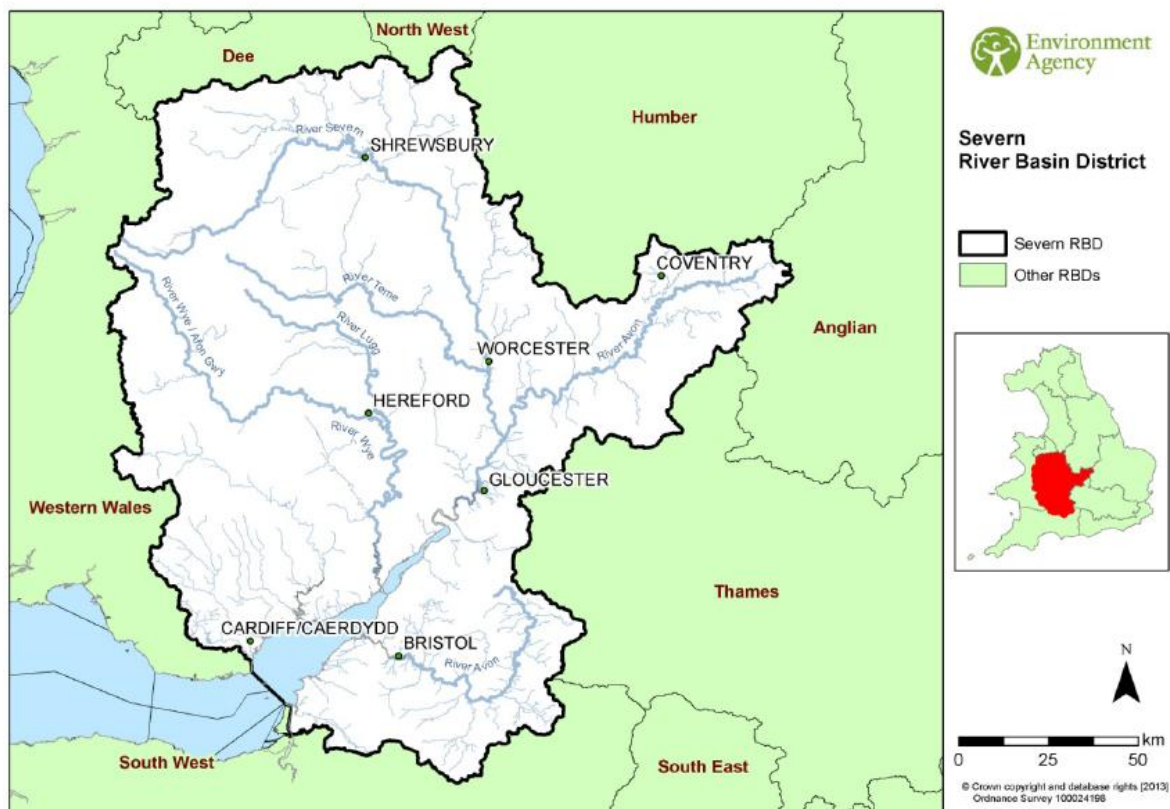 North West
Dee
Humber
River Severn
SHREWSBURY
COVENTRY
River Teme
River Wye / Afon Gwy
River Lugg
River Avon
Anglian
WORCESTER
HEREFORD
River Wye
GLOUCESTER
Western Wales
Thames
CARDIFF/CAERDYDD
BRISTOL
River Avon
South West
South East
Environment
Agency
Severn
River Basin District
Severn RBD
Other RBDs
N
km
0 25 50
© Crown copyright and database rights [2013]
Ordnance Survey 100024198